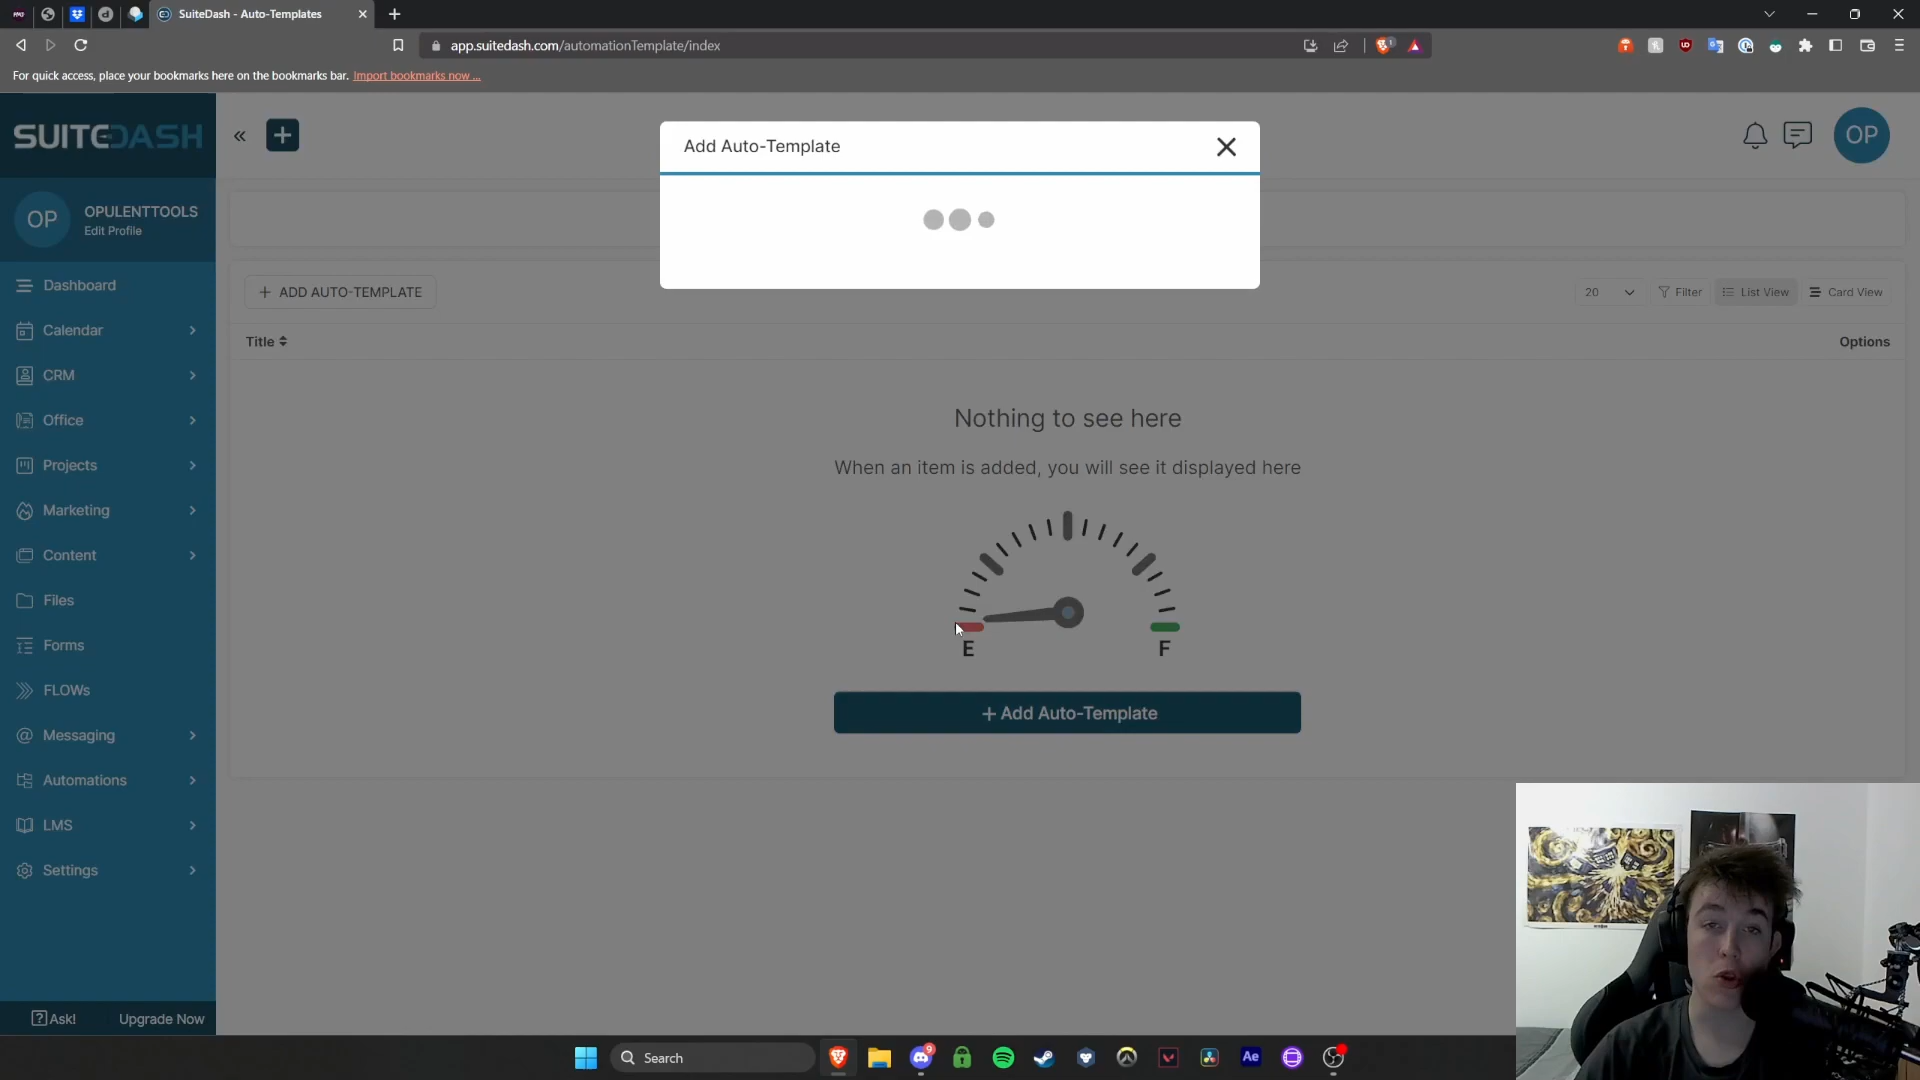 SuiteDash - Auto-Templates
app.suitedash.com/automationTemplate/index
For quick access, place your bookmarks here on the bookmarks bar. Import bookmarks now ...
SUITEDASH
OP
OPULENTTOOLS
Edit Profile
Dashboard
Calendar
CRM
Office
Projects
Marketing
Content
Files
Forms
FLOWs
Messaging
Automations
LMS
Settings
Ask!
Upgrade Now
OP
Add Auto-Template
ADD AUTO-TEMPLATE
20
Filter
List View
Card View
Title
Options
Nothing to see here
When an item is added, you will see it displayed here
E
F
+ Add Auto-Template
Search
9
Ae